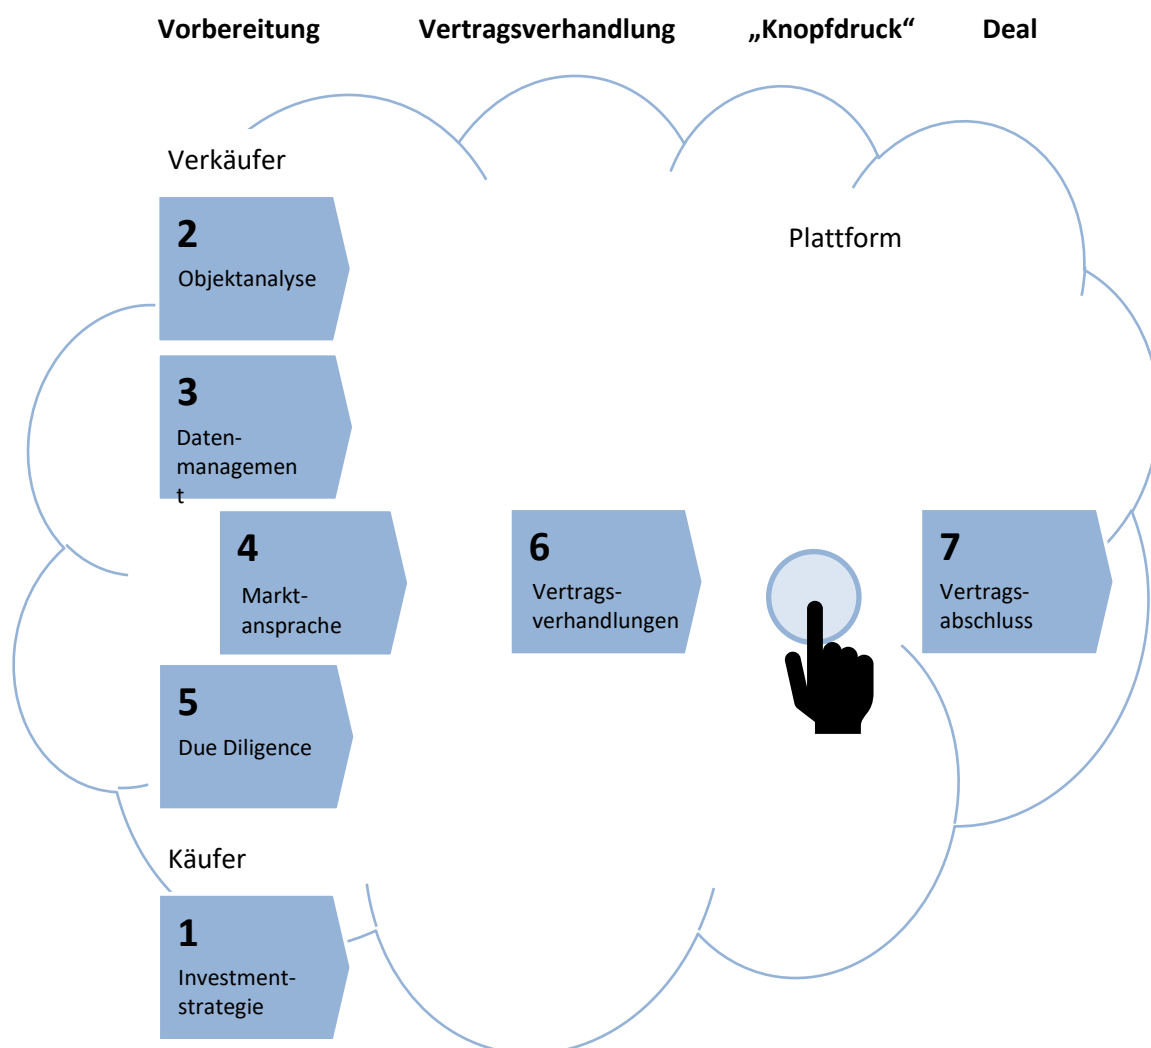 Vorbereitung Vertragsverhandlung „Knopfdruck“ Deal
Verkäufer
2
Objektanalyse
Plattform
3
Daten-
managemen
t
4
Markt-
ansprache
6
Vertrags-
verhandlungen
7
Vertrags-
abschluss
5
Due Diligence
Käufer
1
Investment-
strategie